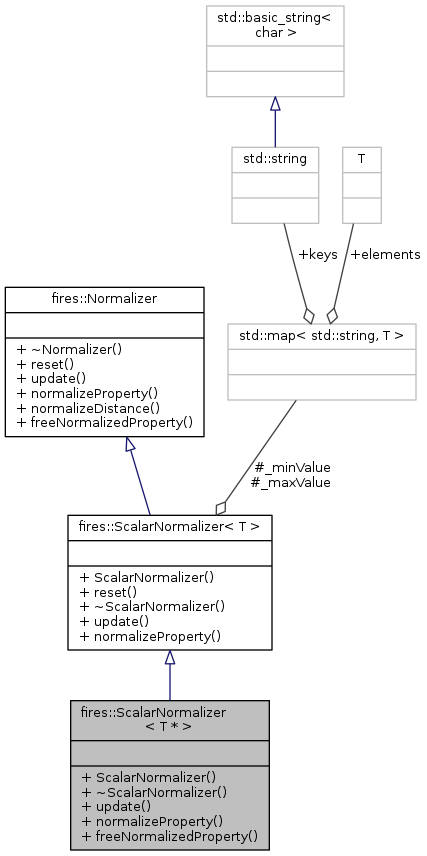 std::basic_string<
char >
std::string
T
+keys
+elements
fires::Normalizer
+ ~Normalizer()
+ reset()
+ update()
+ normalizeProperty()
+ normalizeDistance()
+ freeNormalizedProperty()
std::map< std::string, T >
#_minValue
#_maxValue
fires::ScalarNormalizer< T >
+ ScalarNormalizer()
+ reset()
+ ~ScalarNormalizer()
+ update()
+ normalizeProperty()
fires::ScalarNormalizer
< T * >
+ ScalarNormalizer()
+ ~ScalarNormalizer()
+ update()
+ normalizeProperty()
+ freeNormalizedProperty()